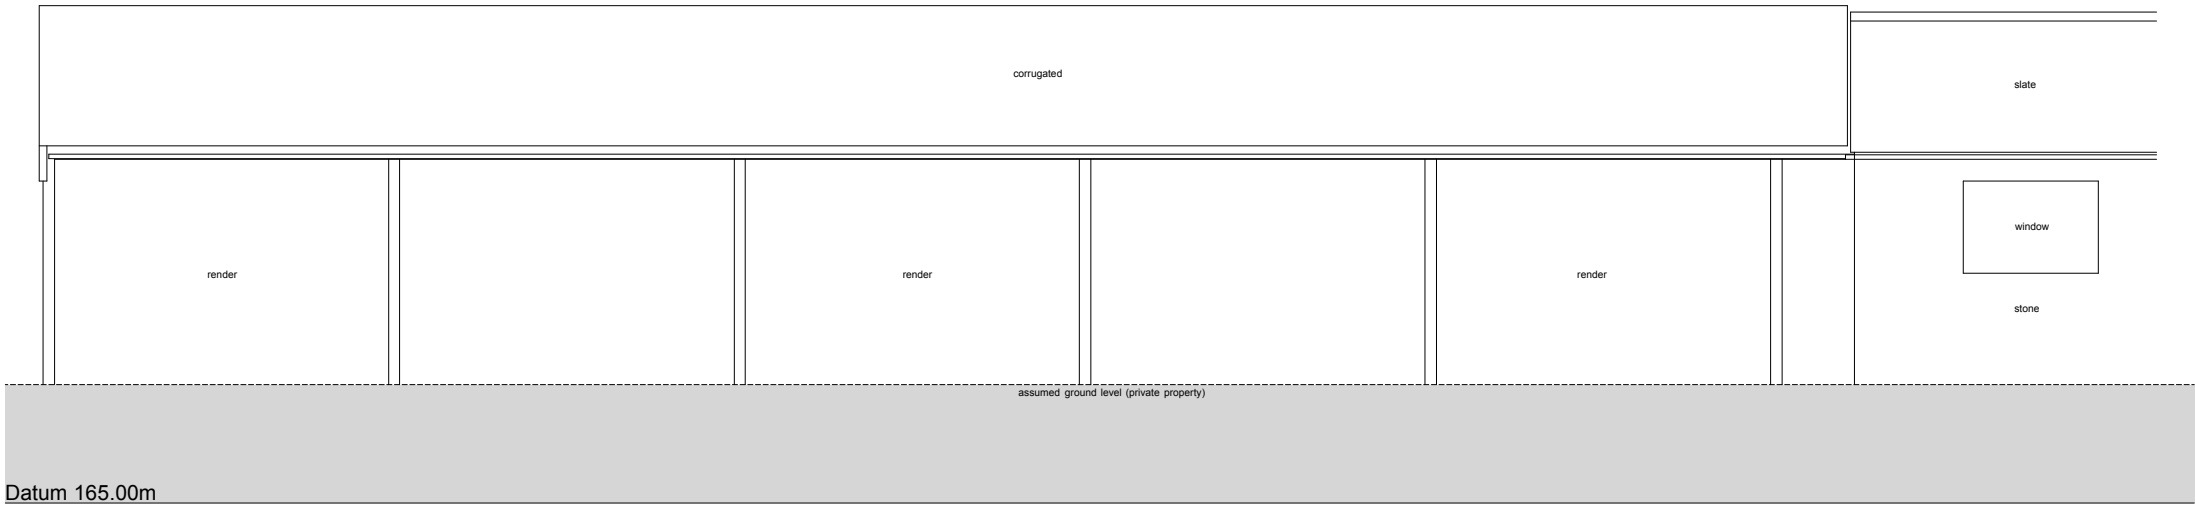 corrugated
slate
window
render
render
render
stone
assumed ground level (private property)
Datum 165.00m